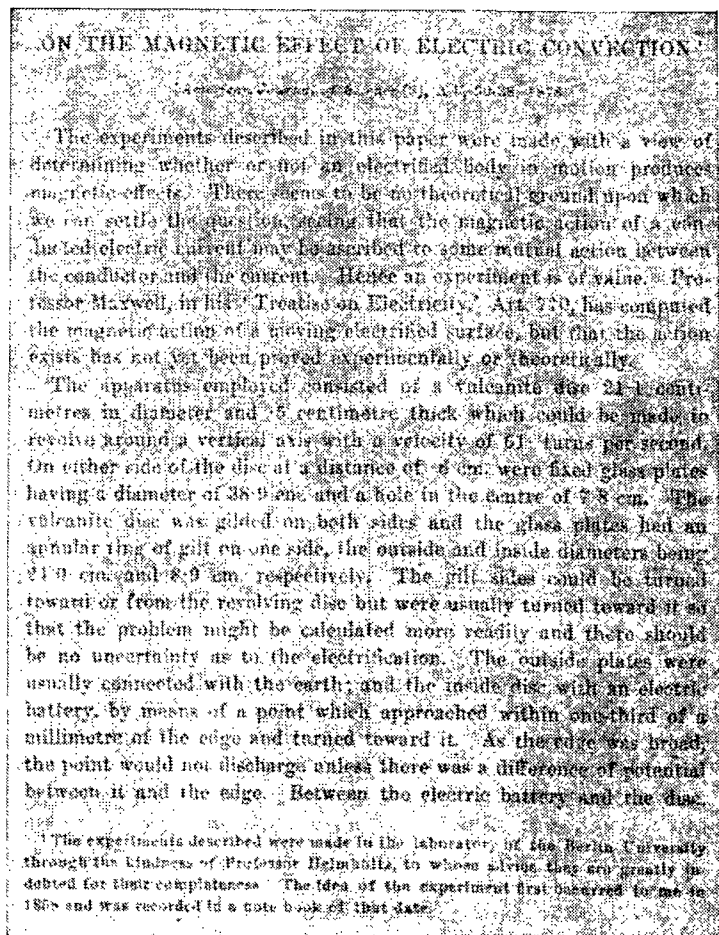 ON THE MAGNETIC EFFECT OF ELECTRIC CONVECTION¹
The experiments described in this paper were made with a view of
determining whether or not an electrified body in motion produces
magnetic effects. There seems to be no theoretical ground upon which
we can settle the question, seeing that the magnetic action of a con-
ducted electric current may be ascribed to some mutual action between
the conductor and the current. Hence an experiment is of value. Pro-
fessor Maxwell, in his 'Treatise on Electricity,' Art. 770, has computed
the magnetic action of a moving electrified surface, but that the action
exists has not yet been proved experimentally or theoretically.
The apparatus employed consisted of a vulcanite disc 21·1 centi-
metres in diameter and ·5 centimetre thick which could be made to
revolve around a vertical axis with a velocity of 61· turns per second.
On either side of the disc at a distance of ·6 cm. were fixed glass plates
having a diameter of 38·9 cm. and a hole in the centre of 7·8 cm. The
vulcanite disc was gilded on both sides and the glass plates had an
annular ring of gilt on one side, the outside and inside diameters being
cm. and 8·9 cm. respectively. The gilt sides could be turned
toward or from the revolving disc but were usually turned toward it so
that the problem might be calculated more readily and there should
be no uncertainty as to the electrification. The outside plates were
usually connected with the earth; and the inside disc with an electric
battery, by means of a point which approached within one-third of a
millimetre of the edge and turned toward it. As the edge was broad,
the point would not discharge unless there was a difference of potential
between it and the edge. Between the electric battery and the disc,
¹ The experiments described were made in the laboratory of the Berlin University
through the kindness of Professor Helmholtz, to whose advice they are greatly in-
debted for their completeness. The idea of the experiment first occurred to me in
and was recorded in a note book of that date.